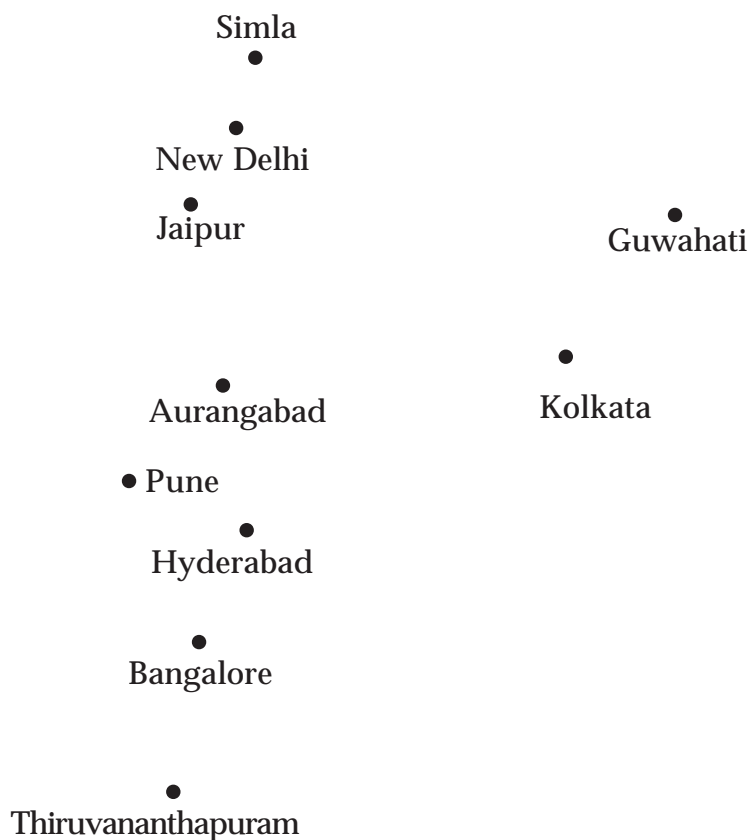 Simla
New Delhi
Jaipur
Guwahati
Kolkata
Aurangabad
Pune
Hyderabad
Bangalore
Thiruvananthapuram